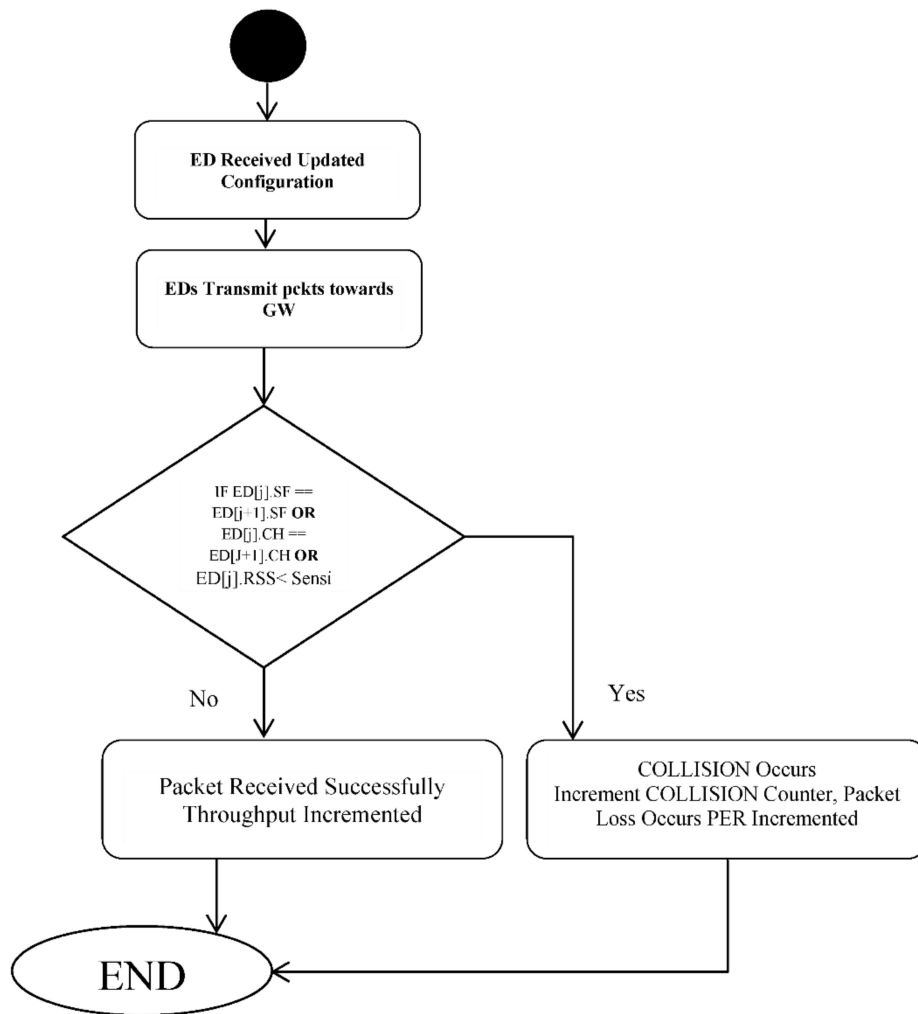 ED Received Updated
Configuration
EDs Transmit pckts towards
GW
IF ED[j].SF ==
ED[j+1].SF OR
ED[j].CH ==
ED[J+1].CH OR
ED[j].RSS< Sensi
No
Yes
Packet Received Successfully
Throughput Incremented
COLLISION Occurs
Increment COLLISION Counter, Packet
Loss Occurs PER Incremented
END